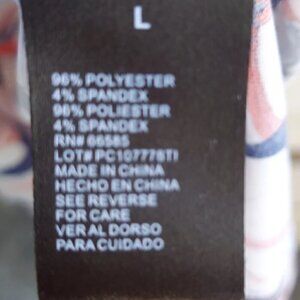 L
96% POLYESTER
4% SPANDEX
96% POLIESTER
4% SPANDEX
RN# 66585
LOT# PC10777STI
MADE IN CHINA
HECHO EN CHINA
SEE REVERSE
FOR CARE
VER AL DORSO
PARA CUIDADO